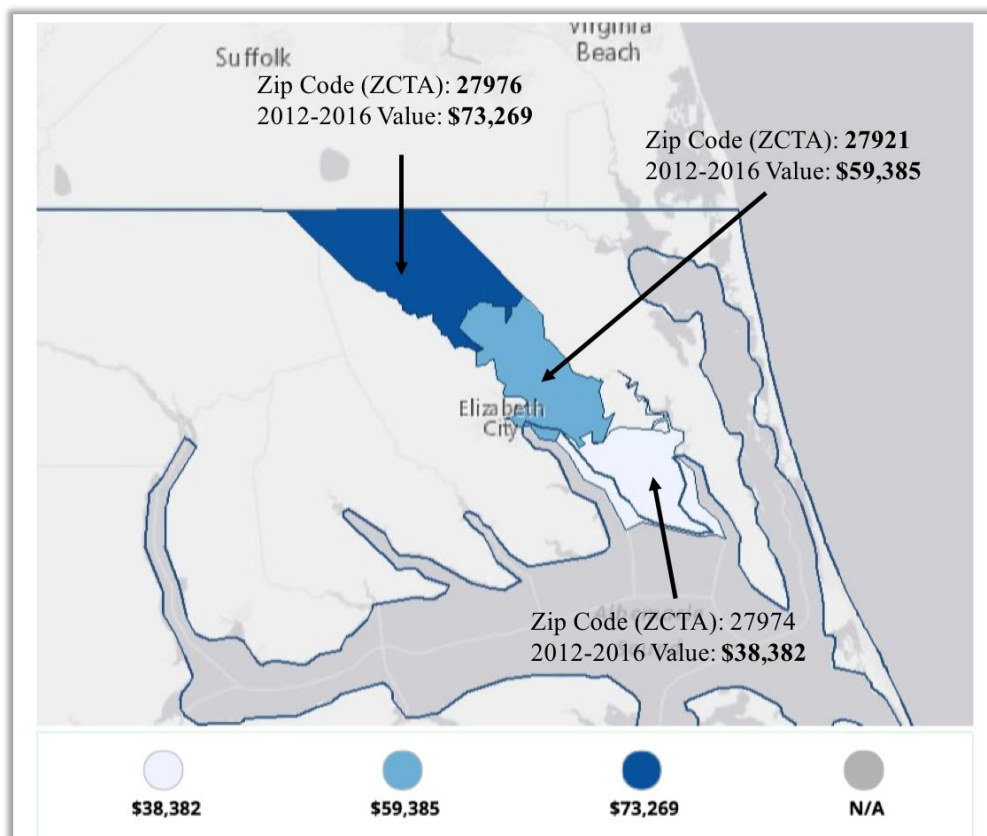 Virginia
Beach
Suffolk
Zip Code (ZCTA): 27976
2012-2016 Value: $73,269
Zip Code (ZCTA): 27921
2012-2016 Value: $59,385
Elizabeth
City
Zip Code (ZCTA): 27974
2012-2016 Value: $38,382
$38,382
$59,385
$73,269
N/A